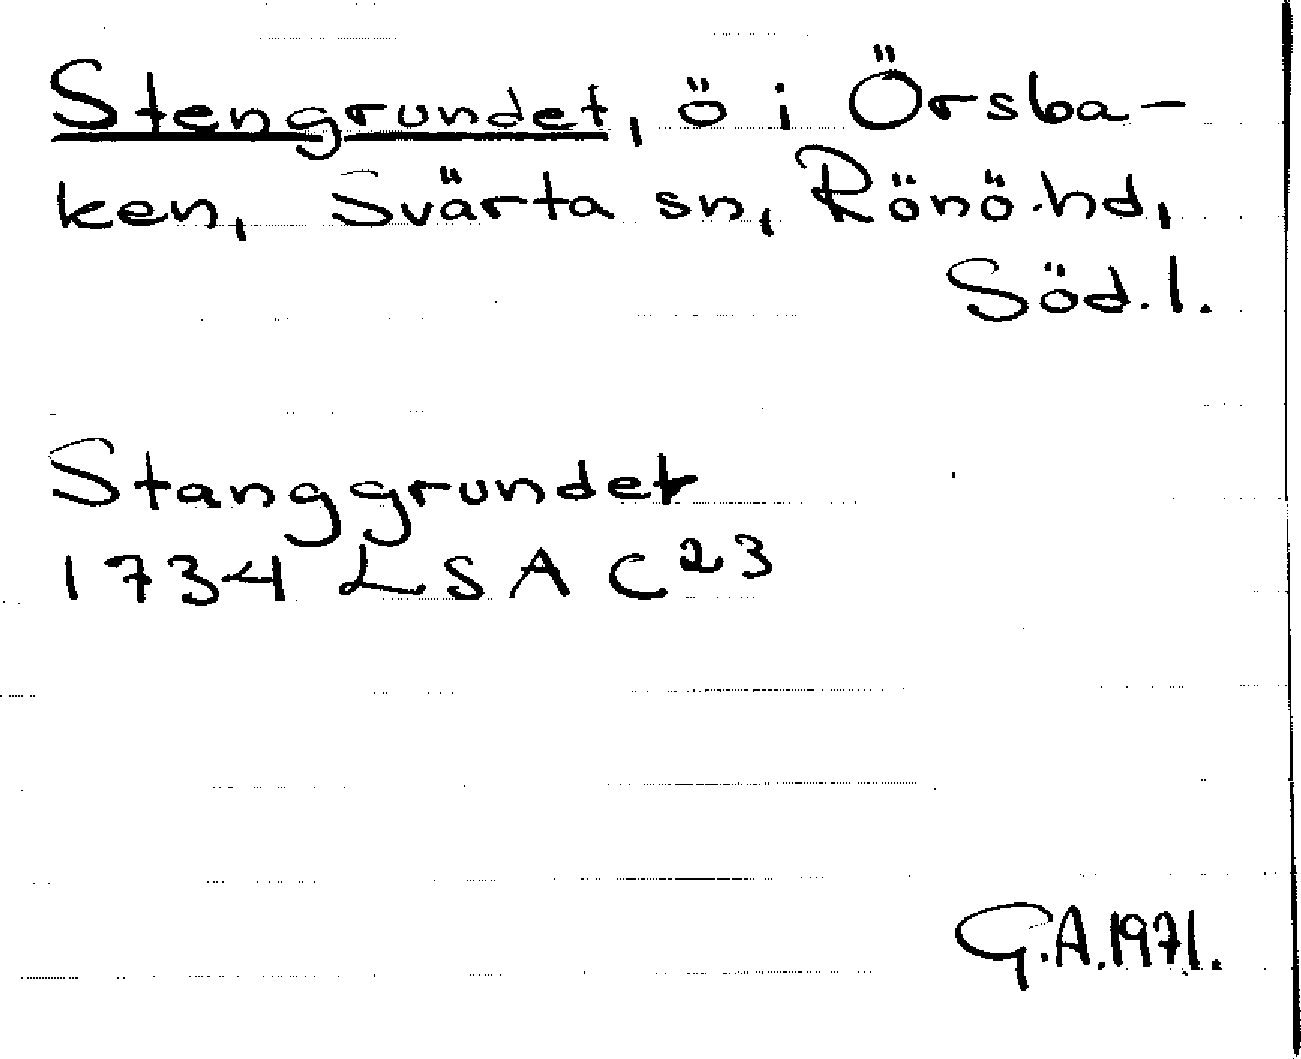 Stengrundet, ö i Örsba-
ken, Svärta sn, Rönö hd,
Söd. l.
Stanggrundet
1734 LSA C23
G.A. 1971.